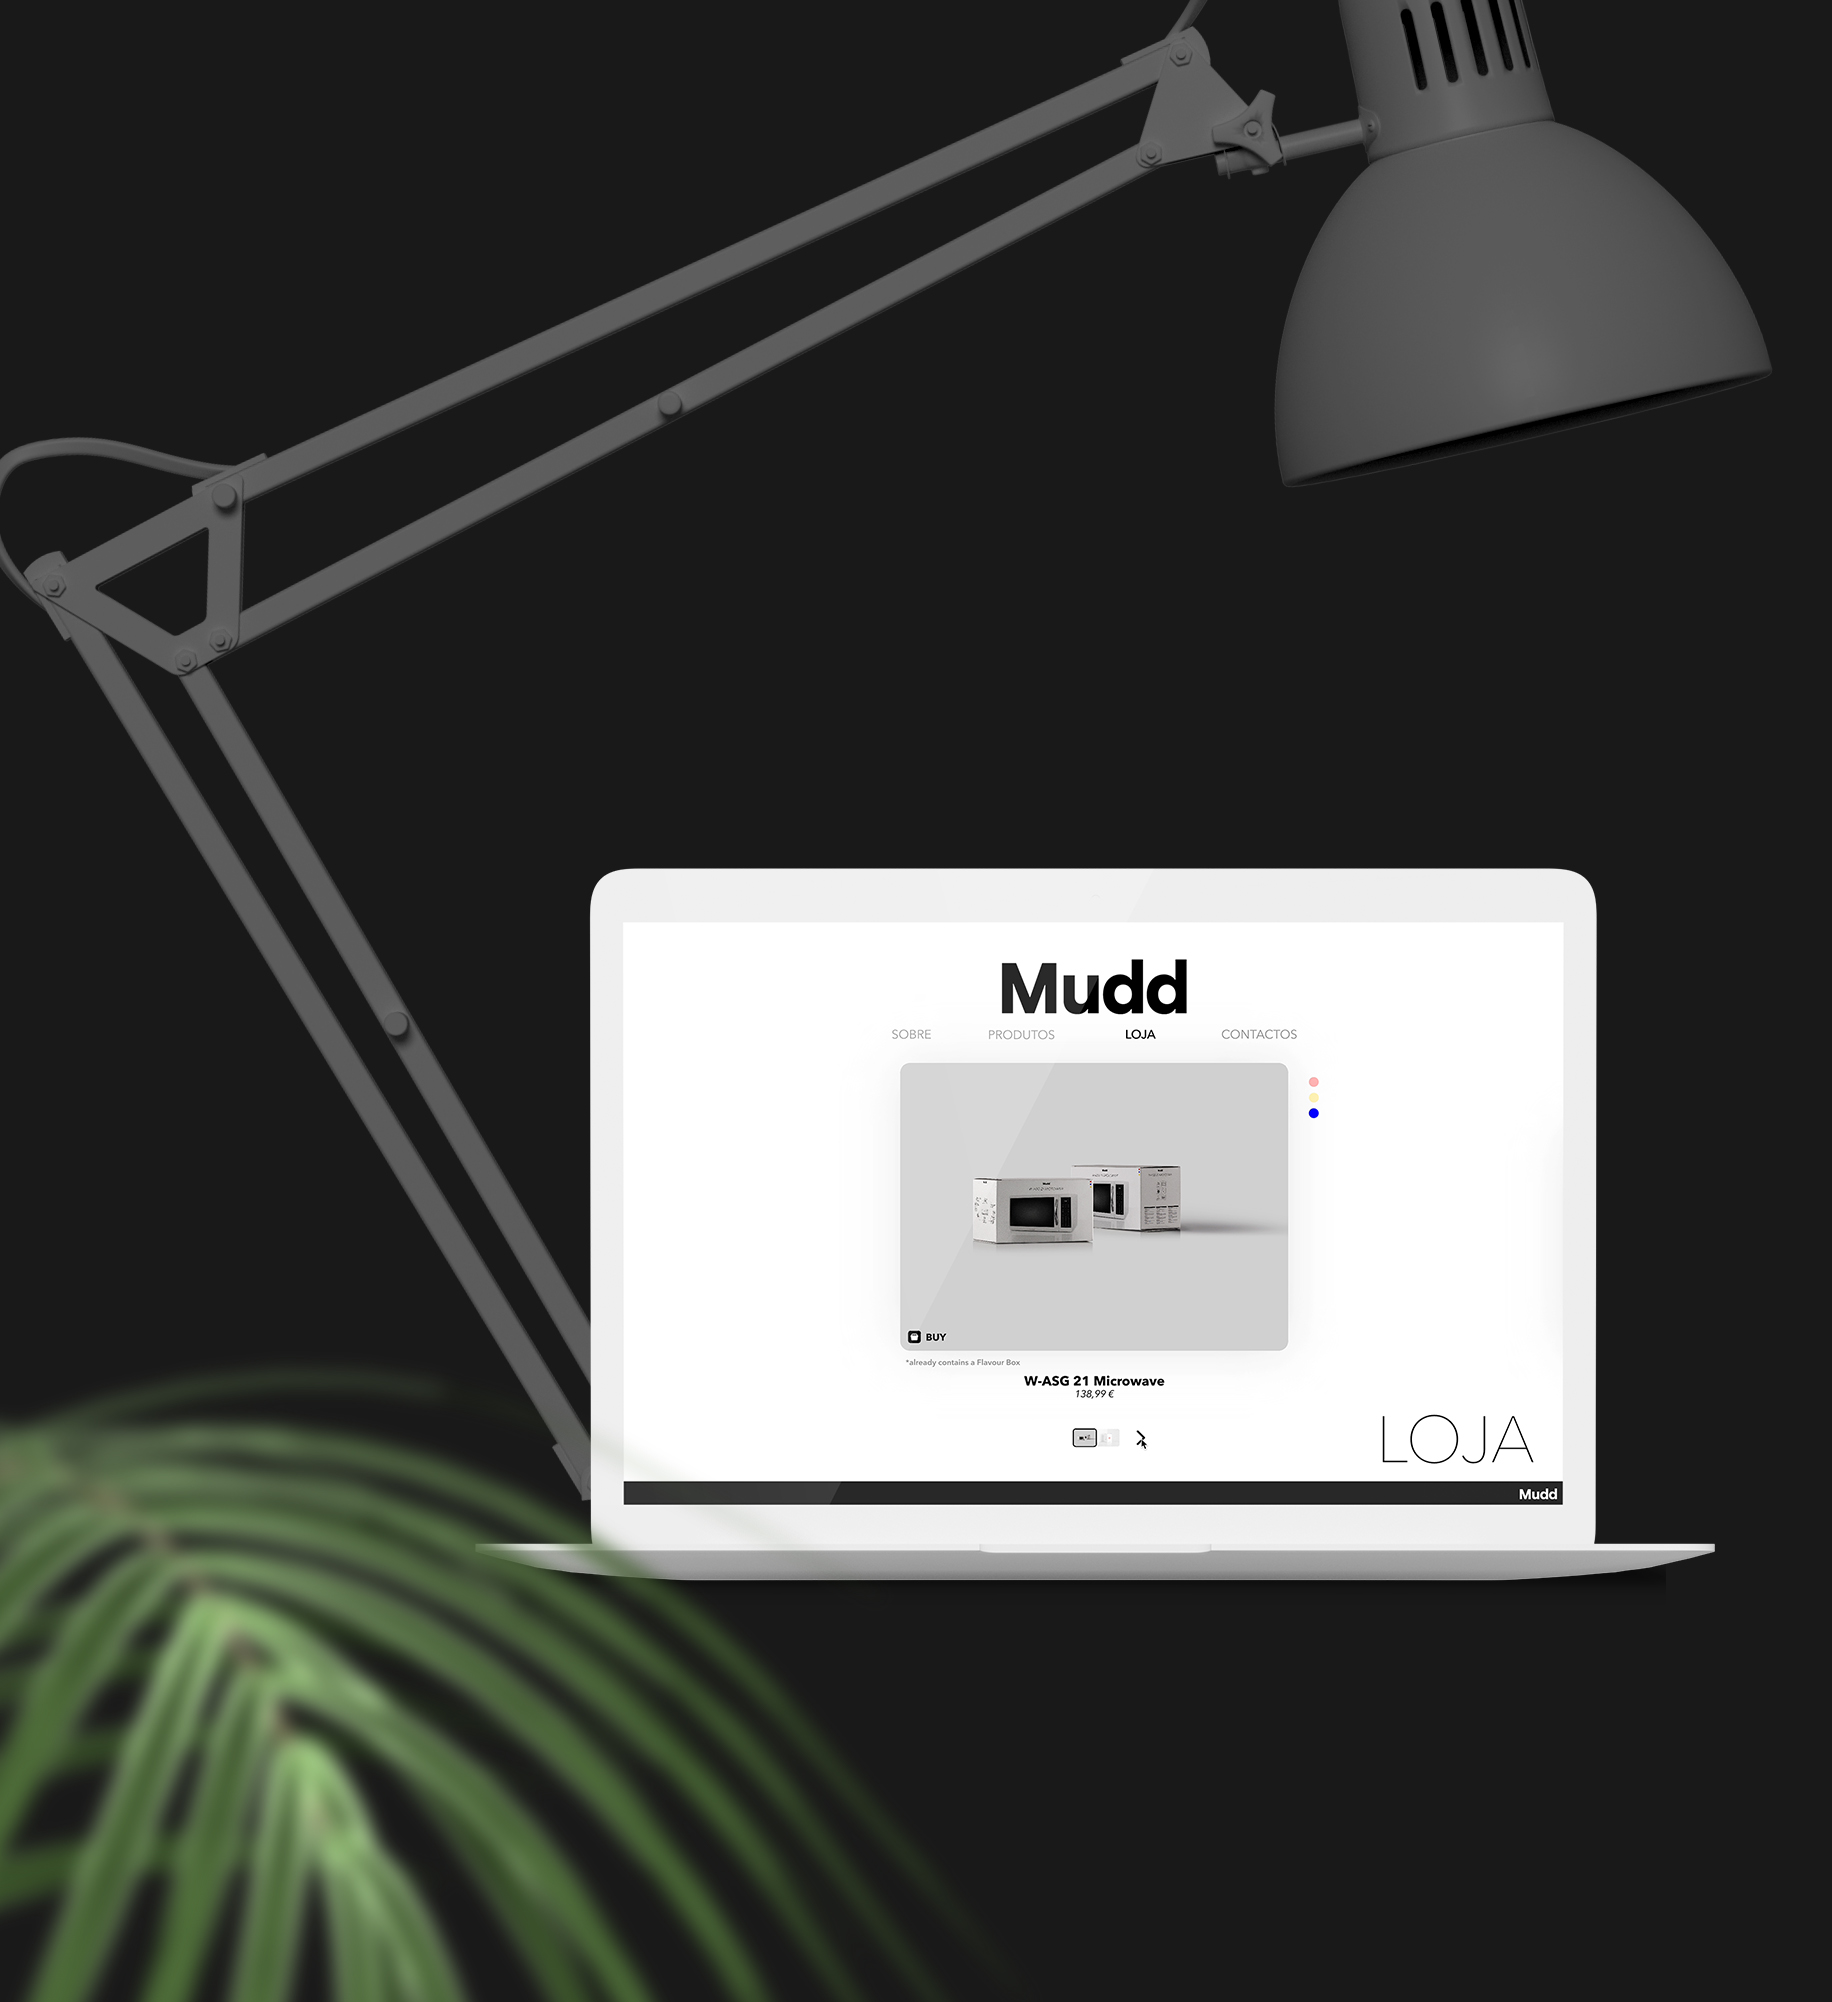 Mudd
SOBRE PRODUTOS LOJA CONTACTOS
BUY
*already contains a Flavour Box
W-ASG 21 Microwave
138,99 €
LOJA
Mudd